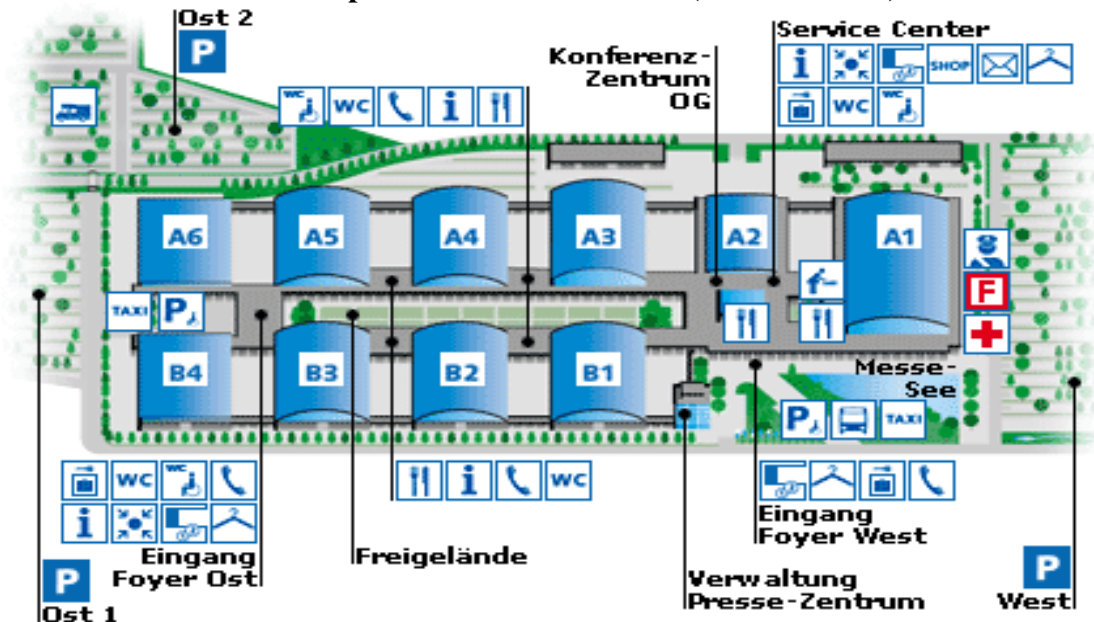 Ost 2
P
Service Center
i SHOP
WC WC
Konferenz-
Zentrum
OG
WC WC i
A6 A5 A4 A3 A2 A1
F
TAXI P
B4 B3 B2 B1
Messe-
See
P TAXI
WC WC
i
i WC
Eingang
Foyer Ost
Freigelände
Eingang
Foyer West
Verwaltung
Presse-Zentrum
P
Ost 1
P
West